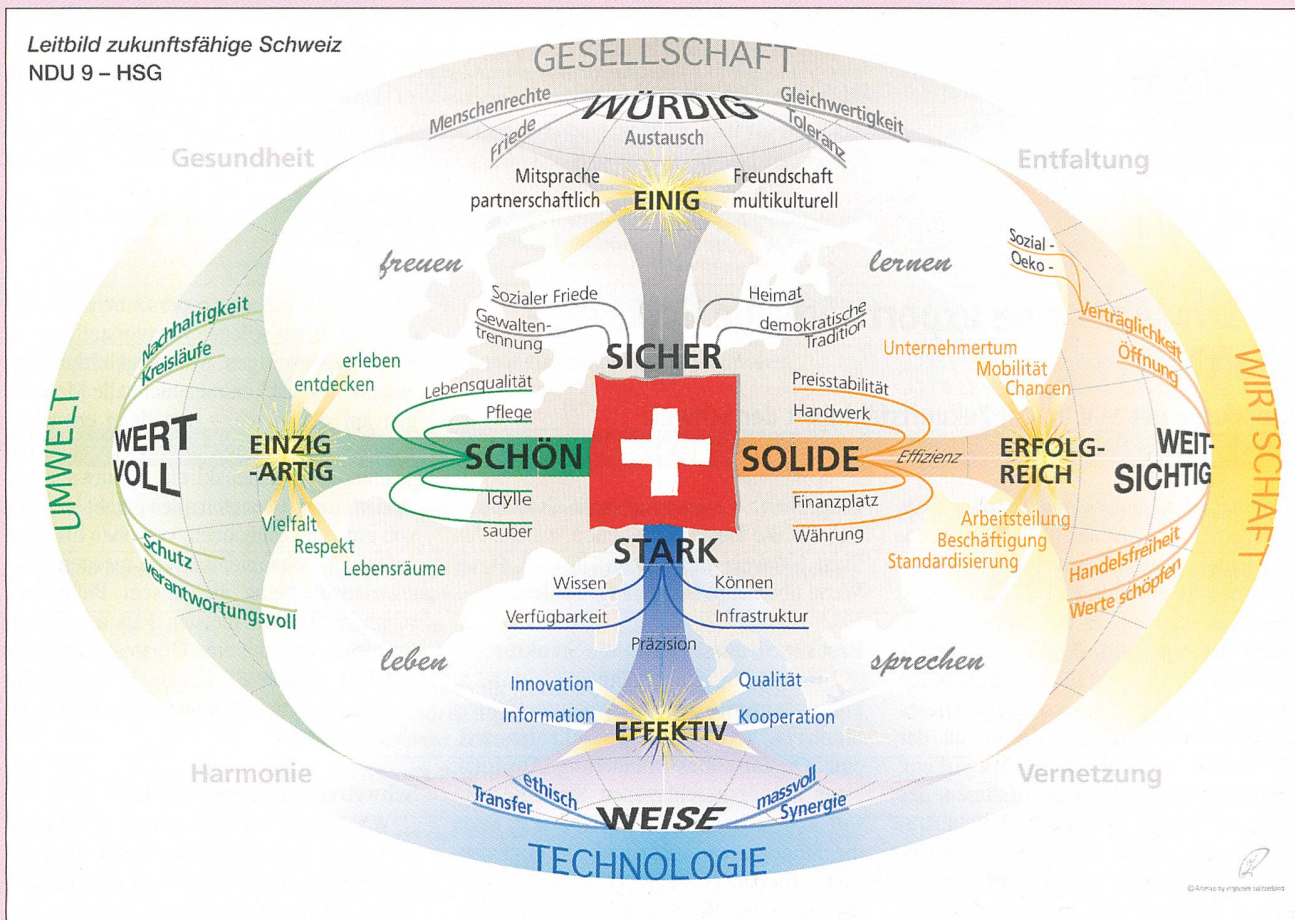 Leitbild zukunftsfähige Schweiz
NDU 9 – HSG
GESELLSCHAFT
Menschenrechte
WÜRDIG
Gleichwertigkeit
Friede
Austausch
Toleranz
Gesundheit
Entfaltung
Mitsprache
partnerschaftlich
EINIG
Freundschaft
multikulturell
freuen
lernen
Sozial -
Oeko -
Sozialer Friede
Gewalten-
trennung
Heimat
demokratische
Tradition
SICHER
Nachhaltigkeit
Kreisläufe
erleben
entdecken
Lebensqualität
Pflege
Preisstabilität
Handwerk
Unternehmertum
Mobilität
Chancen
Verträglichkeit
Öffnung
UMWELT
WERT
VOLL
EINZIG
-ARTIG
SCHÖN
SOLIDE
Effizienz
ERFOLG-
REICH
WEIT-
SICHTIG
WIRTSCHAFT
Idylle
sauber
Finanzplatz
Währung
Vielfalt
Respekt
Lebensräume
Arbeitsteilung
Beschäftigung
Standardisierung
Schutz
verantwortungsvoll
Handelsfreiheit
Werte schöpfen
STARK
Wissen
Können
Verfügbarkeit
Infrastruktur
Präzision
leben
sprechen
Innovation
Information
Qualität
Kooperation
EFFEKTIV
Harmonie
Vernetzung
Transfer
ethisch
WEISE
massvoll
Synergie
TECHNOLOGIE